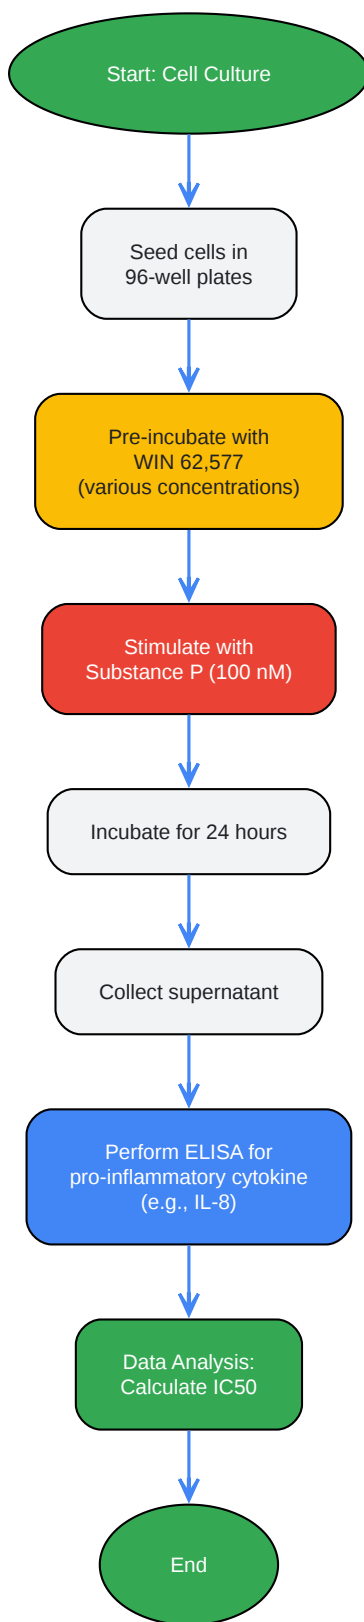 Start: Cell Culture
Seed cells in
96-well plates
Pre-incubate with
WIN 62,577
(various concentrations)
Stimulate with
Substance P (100 nM)
Incubate for 24 hours
Collect supernatant
Perform ELISA for
pro-inflammatory cytokine
(e.g., IL-8)
Data Analysis:
Calculate IC50
End